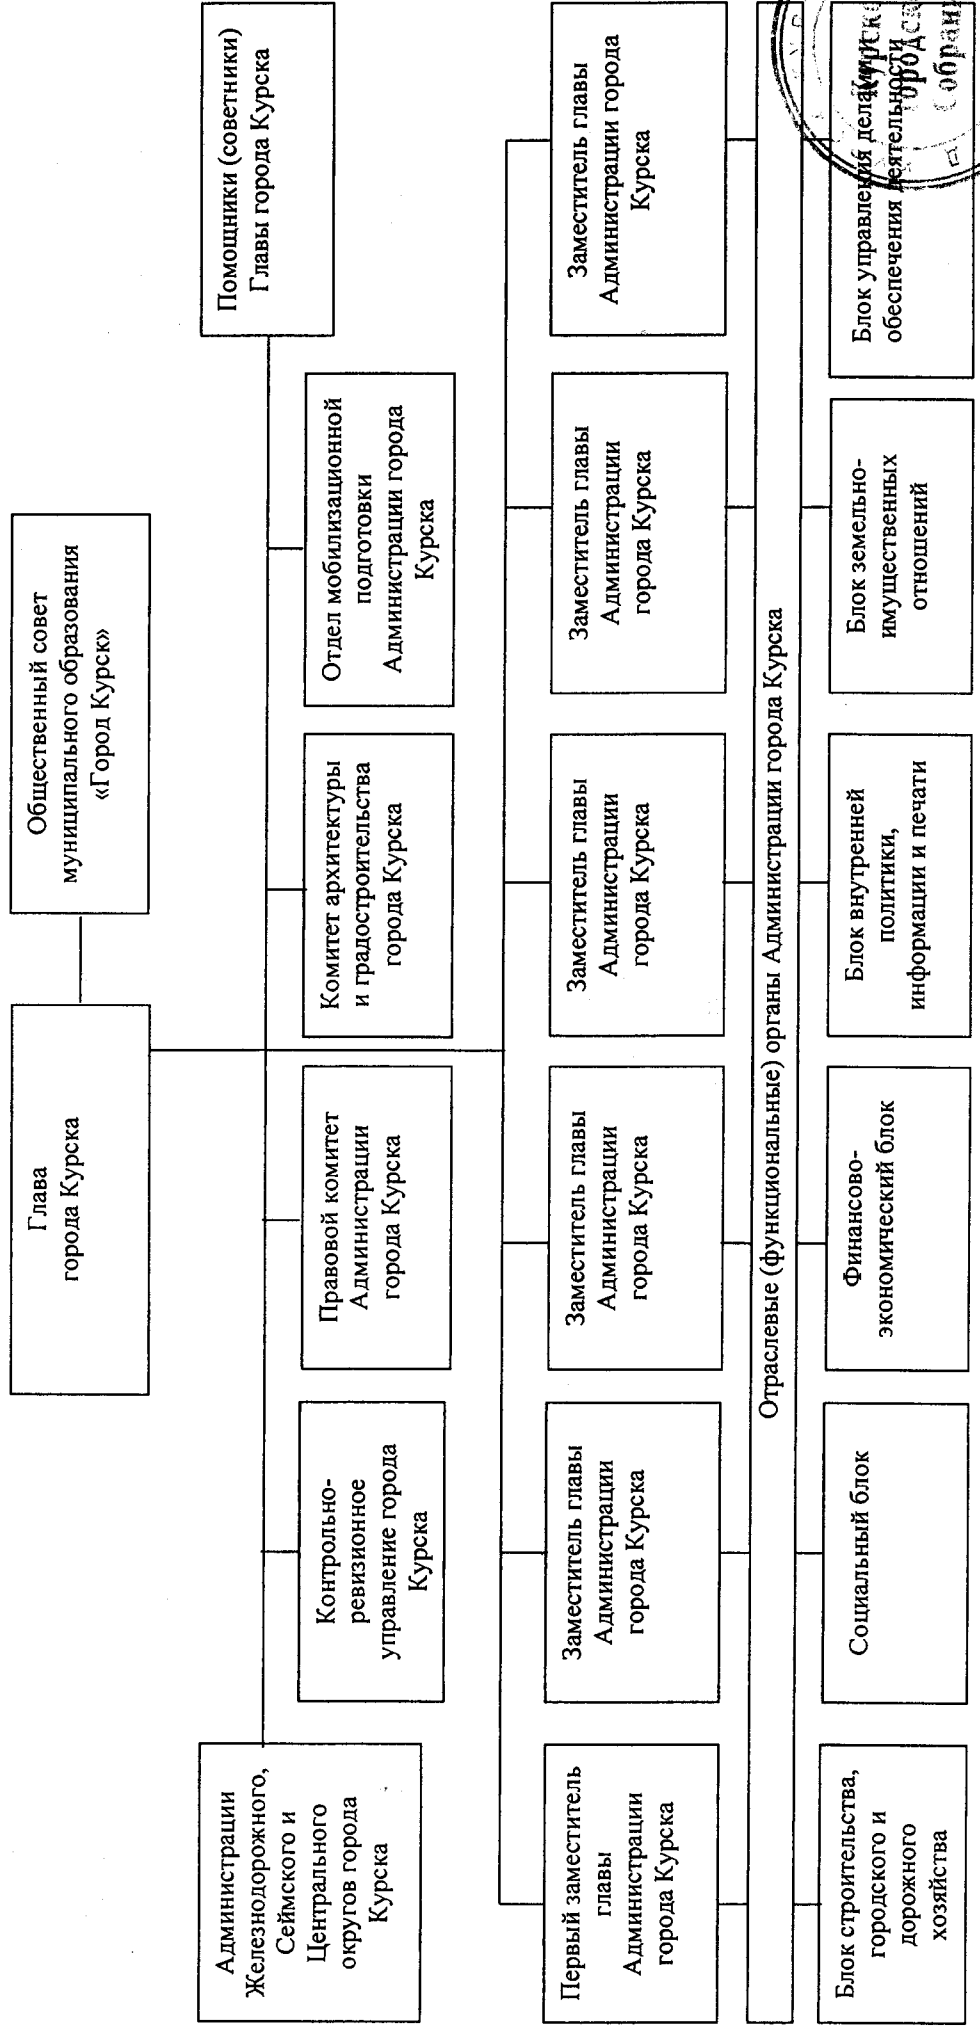 Глава
города Курска
Общественный совет
муниципального образования
«Город Курск»
Администрации
Железнодорожного,
Сеймского и
Центрального
округов города
Курска
Помощники (советники)
Главы города Курска
Контрольно-
ревизионное
управление города
Курска
Правовой комитет
Администрации
города Курска
Комитет архитектуры
и градостроительства
города Курска
Отдел мобилизационной
подготовки
Администрации города
Курска
Первый заместитель
главы
Администрации
города Курска
Заместитель главы
Администрации
города Курска
Заместитель главы
Администрации
города Курска
Заместитель главы
Администрации
города Курска
Заместитель главы
Администрации
города Курска
Заместитель главы
Администрации города
Курска
Отраслевые (функциональные) органы Администрации города Курска
Блок строительства,
городского и
дорожного
хозяйства
Социальный блок
Финансово-
экономический блок
Блок внутренней
политики,
информации и печати
Блок земельно-
имущественных
отношений
Блок управления делами и
обеспечения деятельности